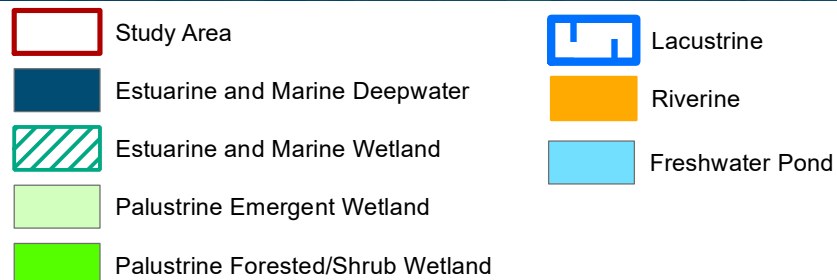 Study Area
Estuarine and Marine Deepwater
Estuarine and Marine Wetland
Palustrine Emergent Wetland
Palustrine Forested/Shrub Wetland
Lacustrine
Riverine
Freshwater Pond